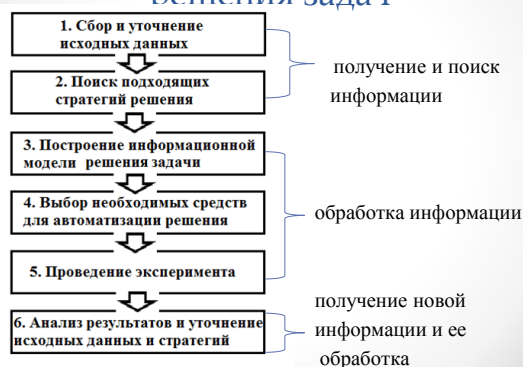 решения задач
1. Сбор и уточнение
исходных данных
2. Поиск подходящих
стратегий решения
получение и поиск
информации
3. Построение информационной
модели решения задачи
4. Выбор необходимых средств
для автоматизации решения
5. Проведение эксперимента
обработка информации
6. Анализ результатов и уточнение
исходных данных и стратегий
получение новой
информации и ее
обработка